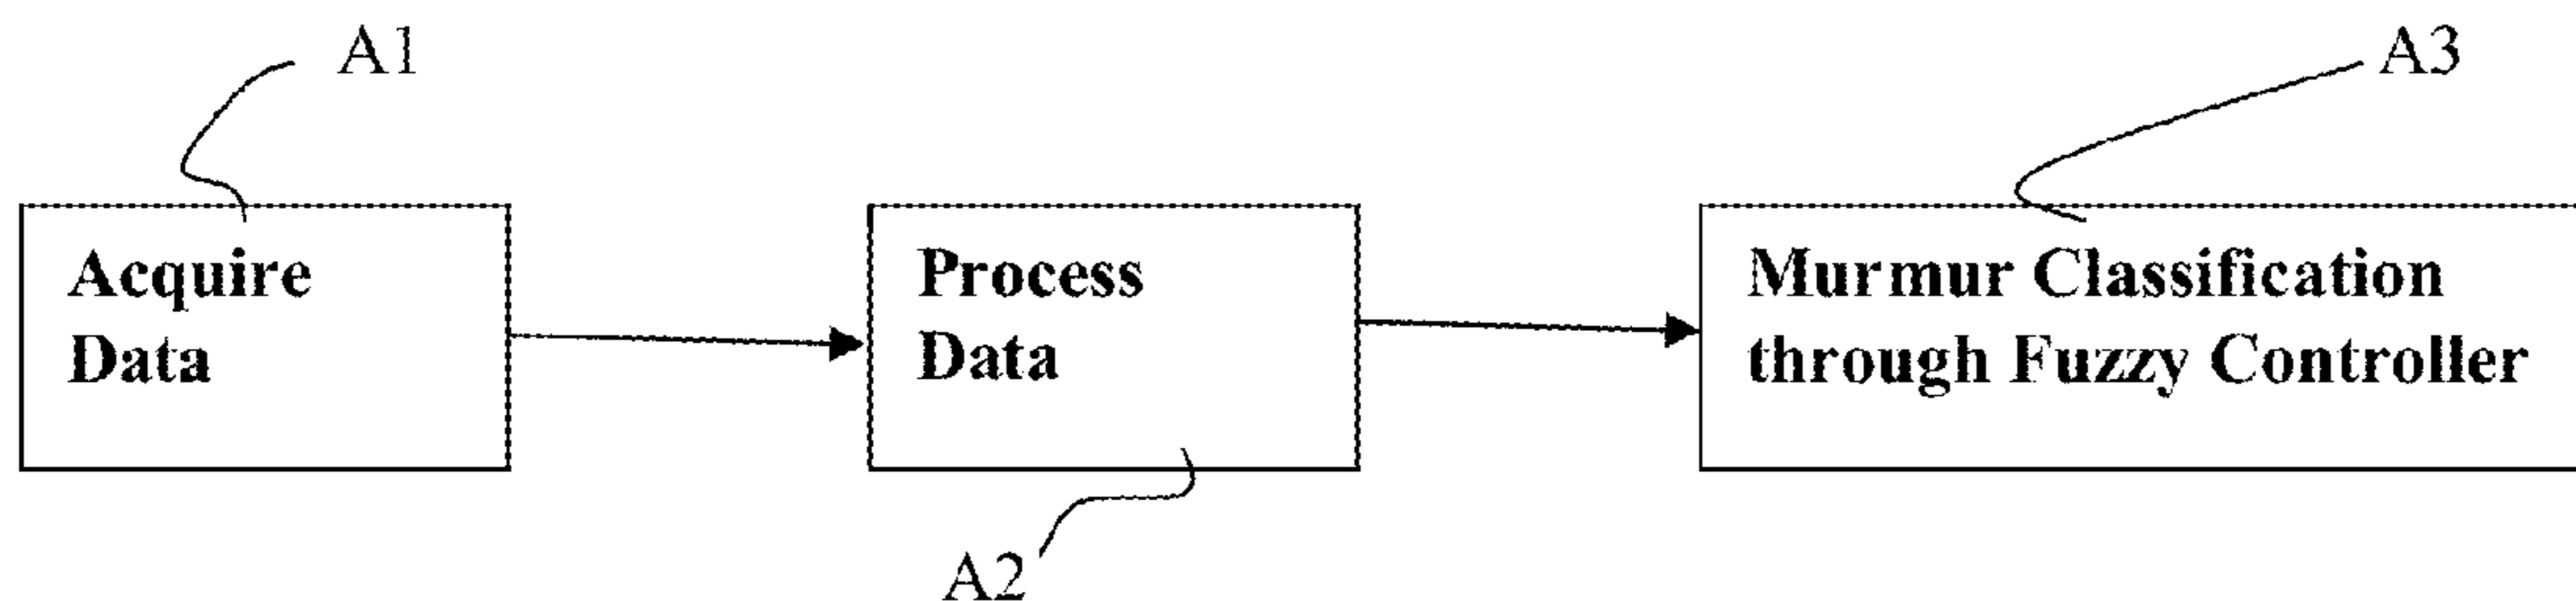 A1
A3
Acquire
Data
Process
Data
Murmur Classification
through Fuzzy Controller
A2